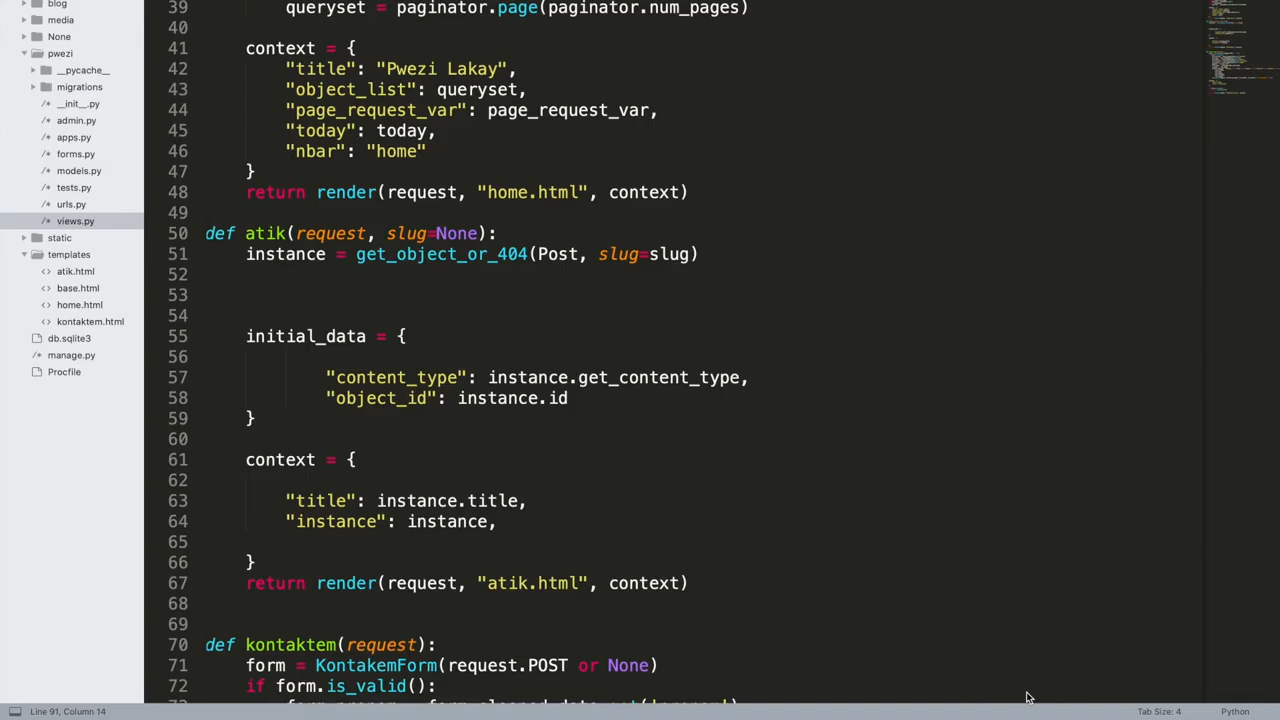 blog
media
None
pwezi
__pycache__
migrations
__init__.py
admin.py
apps.py
forms.py
models.py
tests.py
urls.py
views.py
static
templates
atik.html
base.html
home.html
kontaktem.html
db.sqlite3
manage.py
Procfile
39 queryset = paginator.page(paginator.num_pages)
40
41 context = {
42 "title": "Pwezi Lakay",
43 "object_list": queryset,
44 "page_request_var": page_request_var,
45 "today": today,
46 "nbar": "home"
47 }
48 return render(request, "home.html", context)
49
50 def atik(request, slug=None):
51 instance = get_object_or_404(Post, slug=slug)
52
53
54
55 initial_data = {
56
57 "content_type": instance.get_content_type,
58 "object_id": instance.id
59 }
60
61 context = {
62
63 "title": instance.title,
64 "instance": instance,
65
66 }
67 return render(request, "atik.html", context)
68
69
70 def kontaktem(request):
71 form = KontakemForm(request.POST or None)
72 if form.is_valid():
Line 91, Column 14
Tab Size: 4
Python